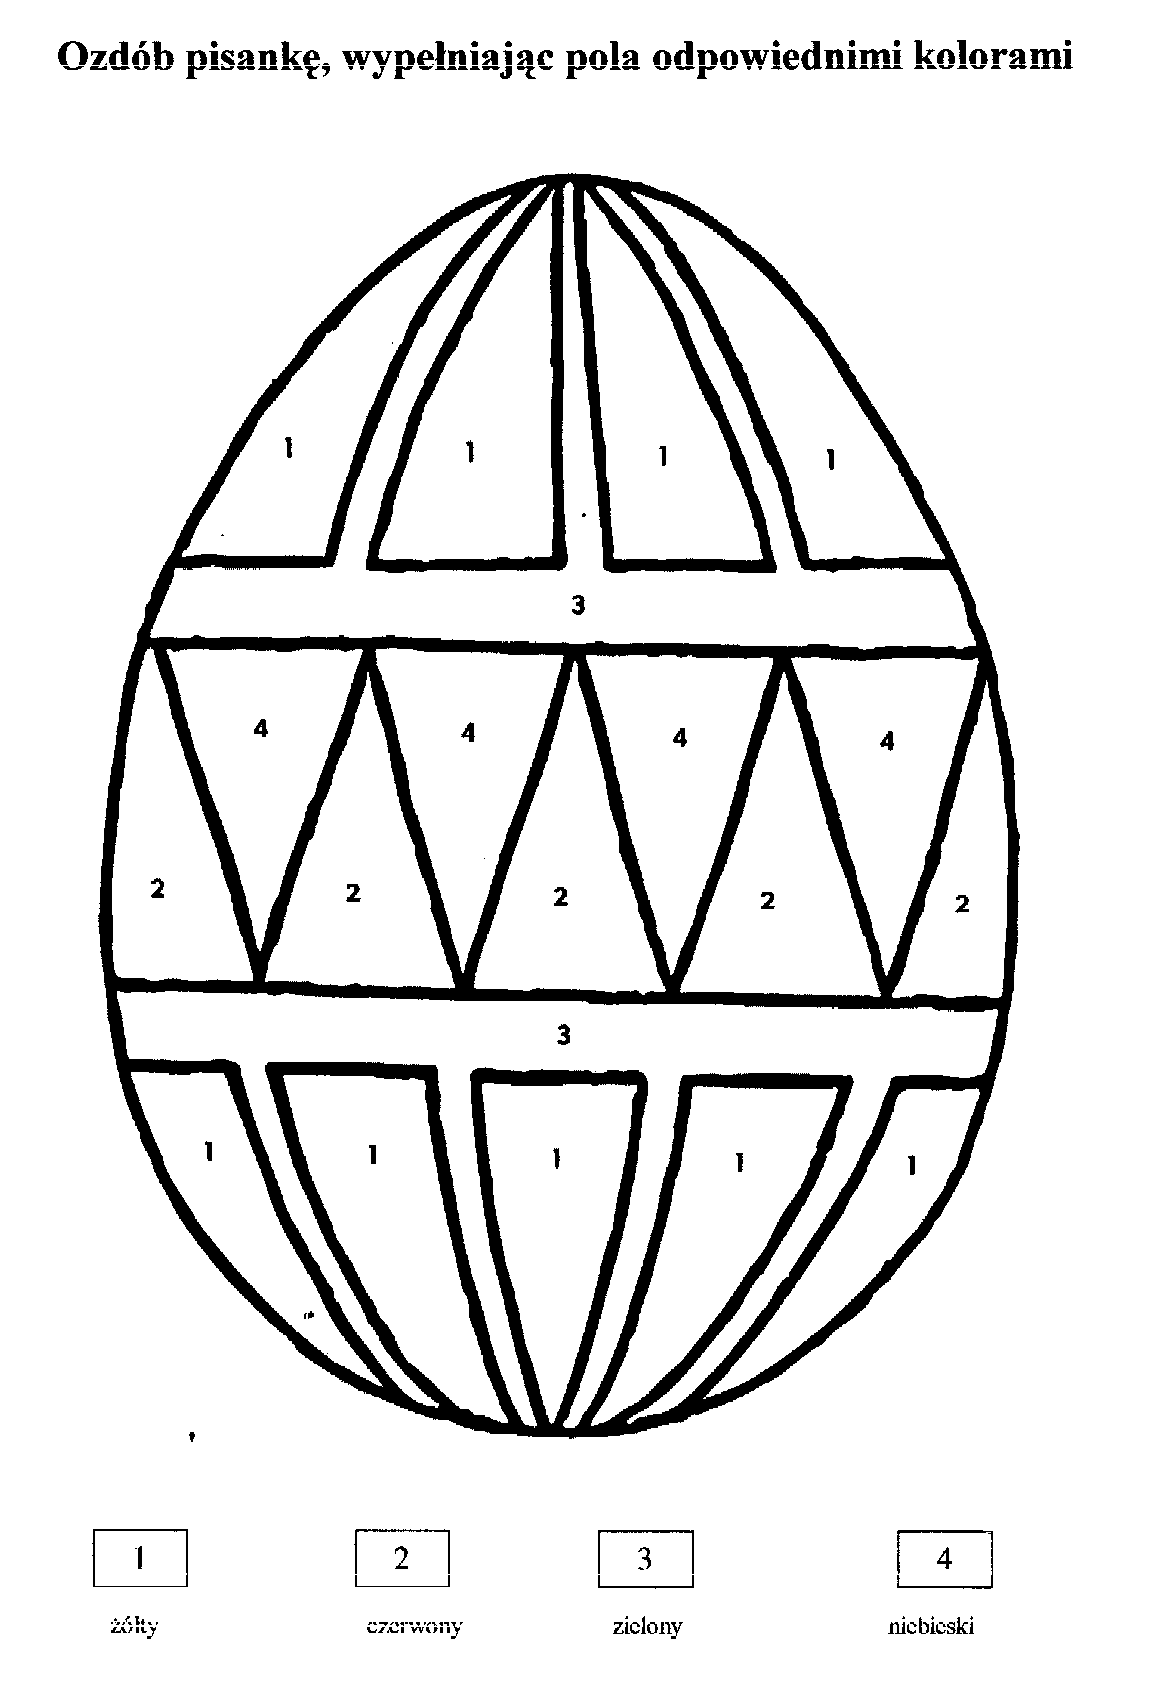 Ozdób pisankę, wypełniając pola odpowiednimi kolorami
1 1 1 1
3
4 4 4 4
2 2 2 2 2
3
1 1 1 1 1
1 2 3 4
żółty czerwony zielony niebieski